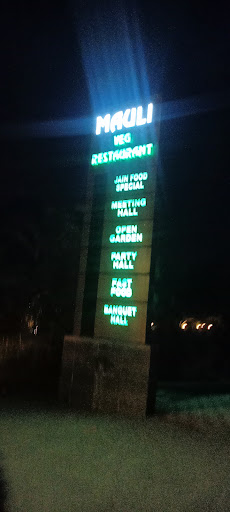 MAULI
VEG
RESTAURANT
JAIN FOOD
SPECIAL
MEETING
HALL
OPEN
GARDEN
PARTY
HALL
FAST
FOOD
BANQUET
HALL